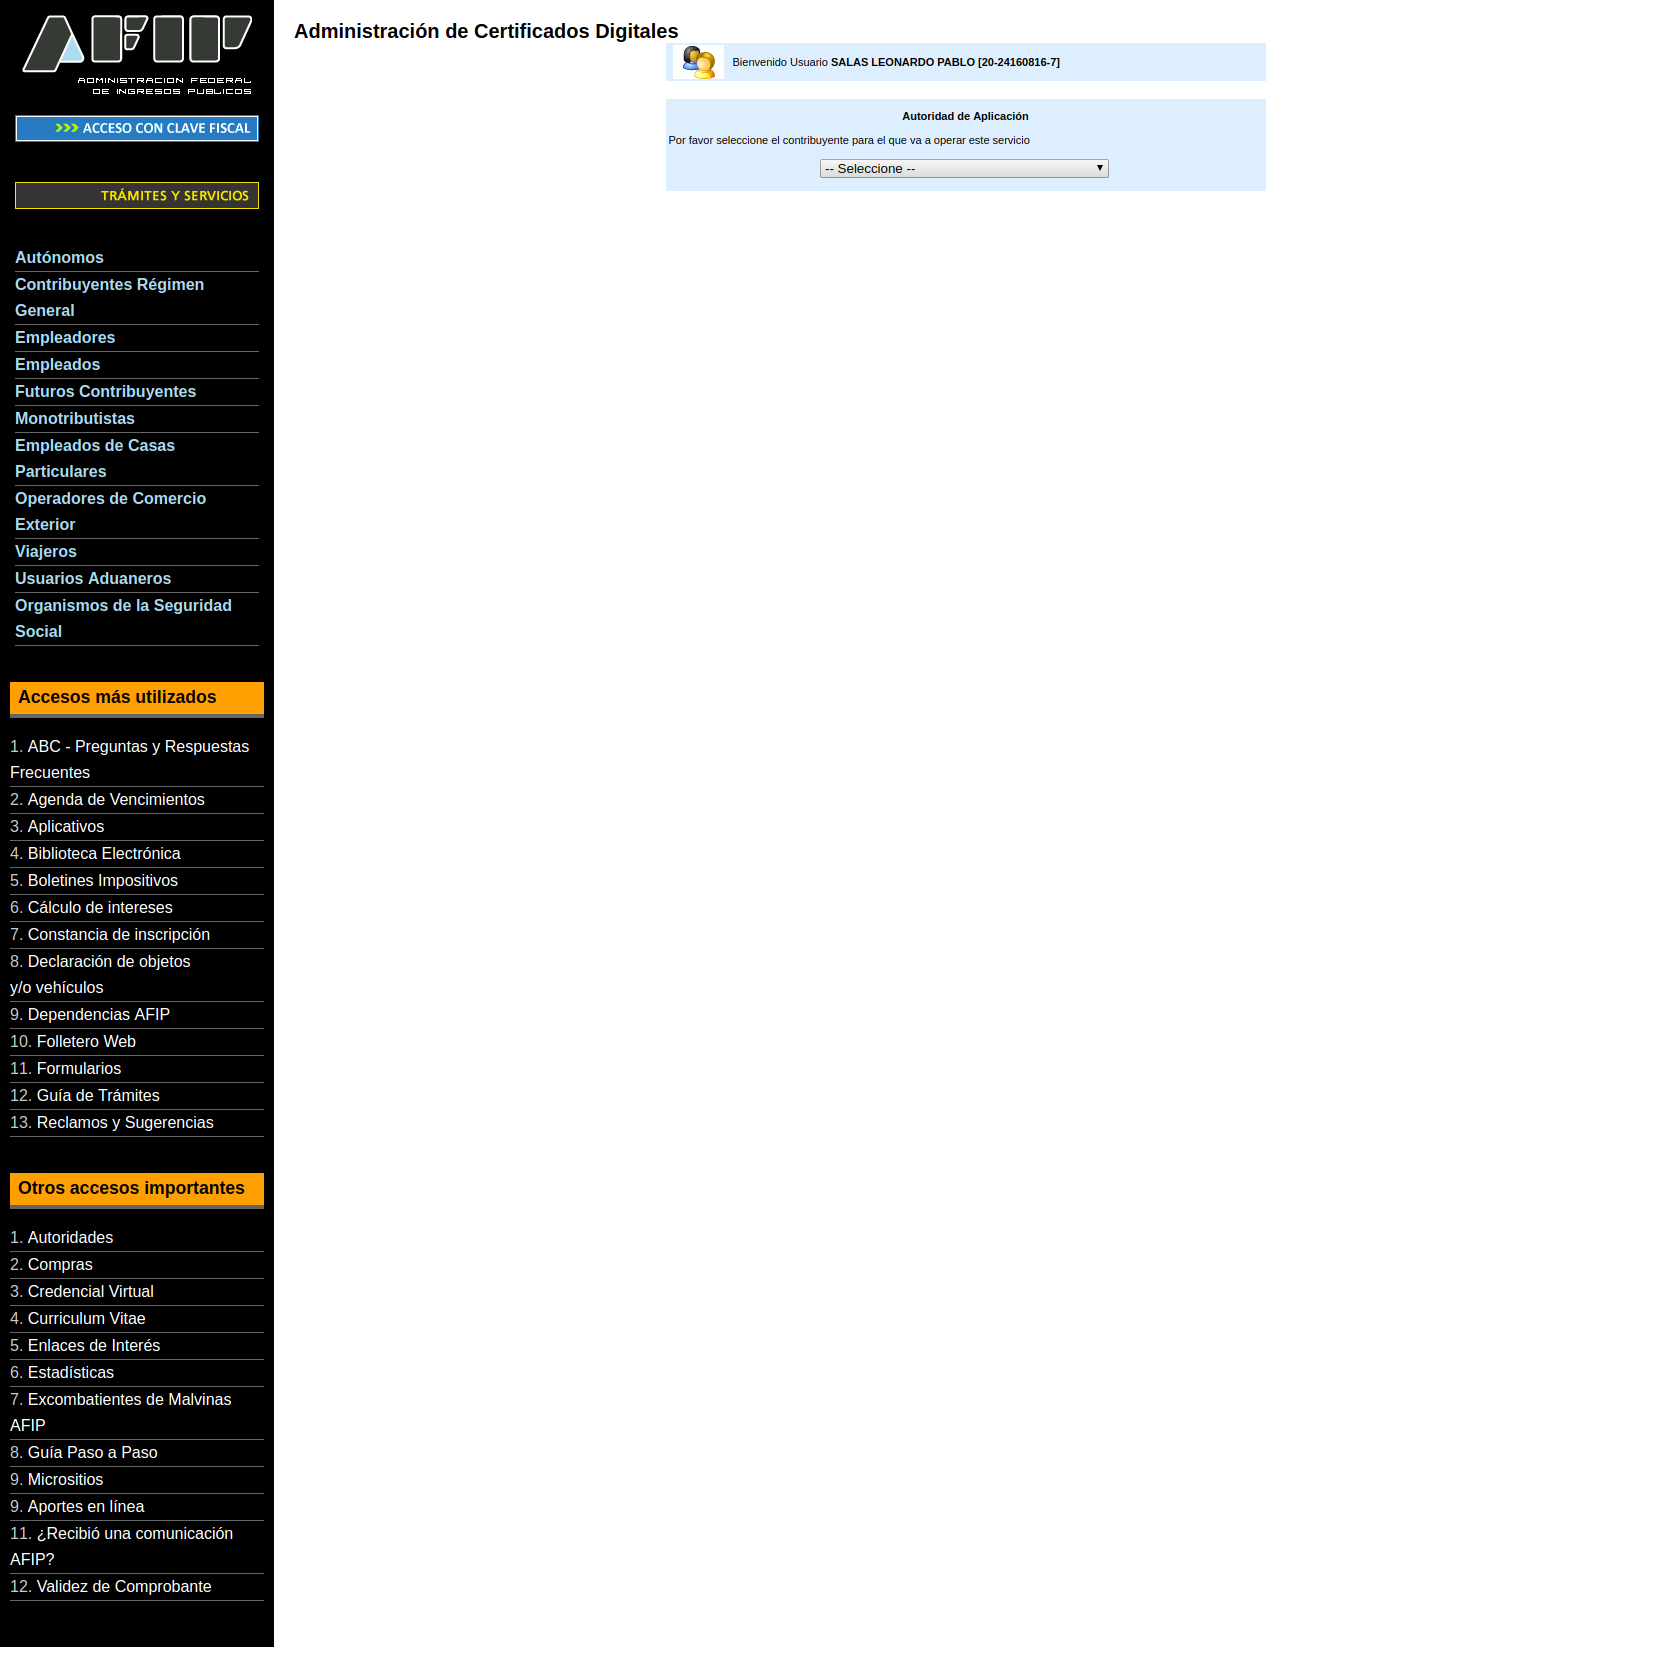 AFIP
ADMINISTRACION FEDERAL
DE INGRESOS PUBLICOS
>>> ACCESO CON CLAVE FISCAL
TRÁMITES Y SERVICIOS
Autónomos
Contribuyentes Régimen
General
Empleadores
Empleados
Futuros Contribuyentes
Monotributistas
Empleados de Casas
Particulares
Operadores de Comercio
Exterior
Viajeros
Usuarios Aduaneros
Organismos de la Seguridad
Social
Accesos más utilizados
1. ABC - Preguntas y Respuestas
Frecuentes
2. Agenda de Vencimientos
3. Aplicativos
4. Biblioteca Electrónica
5. Boletines Impositivos
6. Cálculo de intereses
7. Constancia de inscripción
8. Declaración de objetos
y/o vehículos
9. Dependencias AFIP
10. Folletero Web
11. Formularios
12. Guía de Trámites
13. Reclamos y Sugerencias
Otros accesos importantes
1. Autoridades
2. Compras
3. Credencial Virtual
4. Curriculum Vitae
5. Enlaces de Interés
6. Estadísticas
7. Excombatientes de Malvinas
AFIP
8. Guía Paso a Paso
9. Micrositios
9. Aportes en línea
11. ¿Recibió una comunicación
AFIP?
12. Validez de Comprobante
Administración de Certificados Digitales
Bienvenido Usuario SALAS LEONARDO PABLO [20-24160816-7]
Autoridad de Aplicación
Por favor seleccione el contribuyente para el que va a operar este servicio
-- Seleccione --